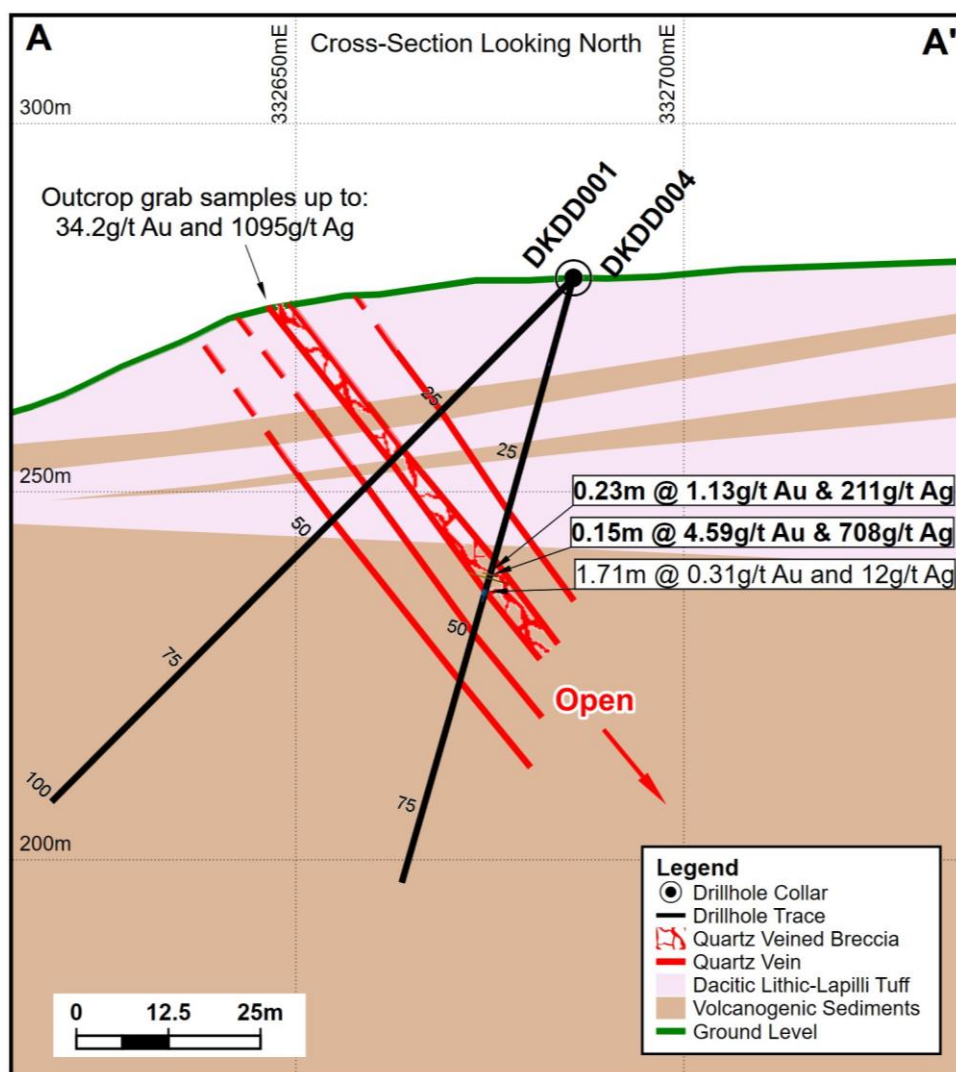 A
Cross-Section Looking North
A'
332650mE
332700mE
300m
Outcrop grab samples up to:
34.2g/t Au and 1095g/t Ag
DKDD001
DKDD004
25
25
250m
0.23m @ 1.13g/t Au & 211g/t Ag
50
0.15m @ 4.59g/t Au & 708g/t Ag
1.71m @ 0.31g/t Au and 12g/t Ag
50
75
Open
100
75
200m
Legend
Drillhole Collar
Drillhole Trace
Quartz Veined Breccia
Quartz Vein
Dacitic Lithic-Lapilli Tuff
Volcanogenic Sediments
Ground Level
0 12.5 25m